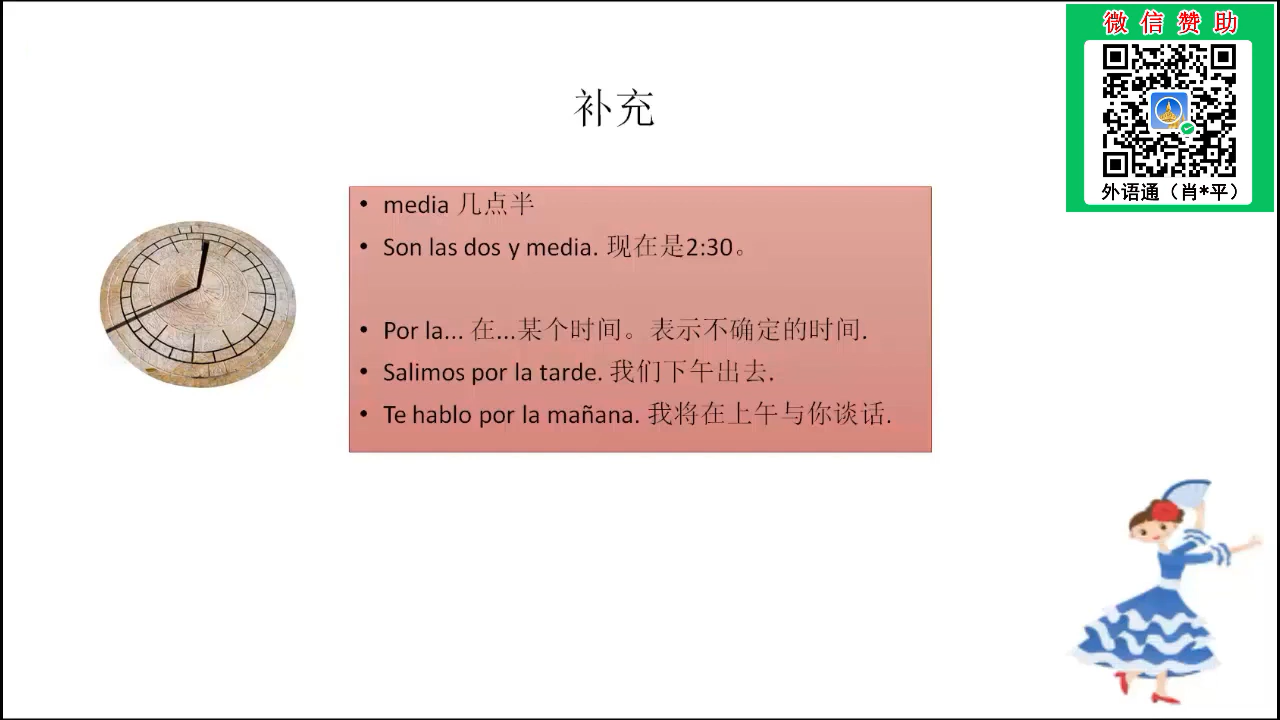 微信赞助
外语通（肖*平）
补充
• media 几点半
• Son las dos y media. 现在是2:30。
• Por la... 在...某个时间。表示不确定的时间.
• Salimos por la tarde. 我们下午出去.
• Te hablo por la mañana. 我将在上午与你谈话.